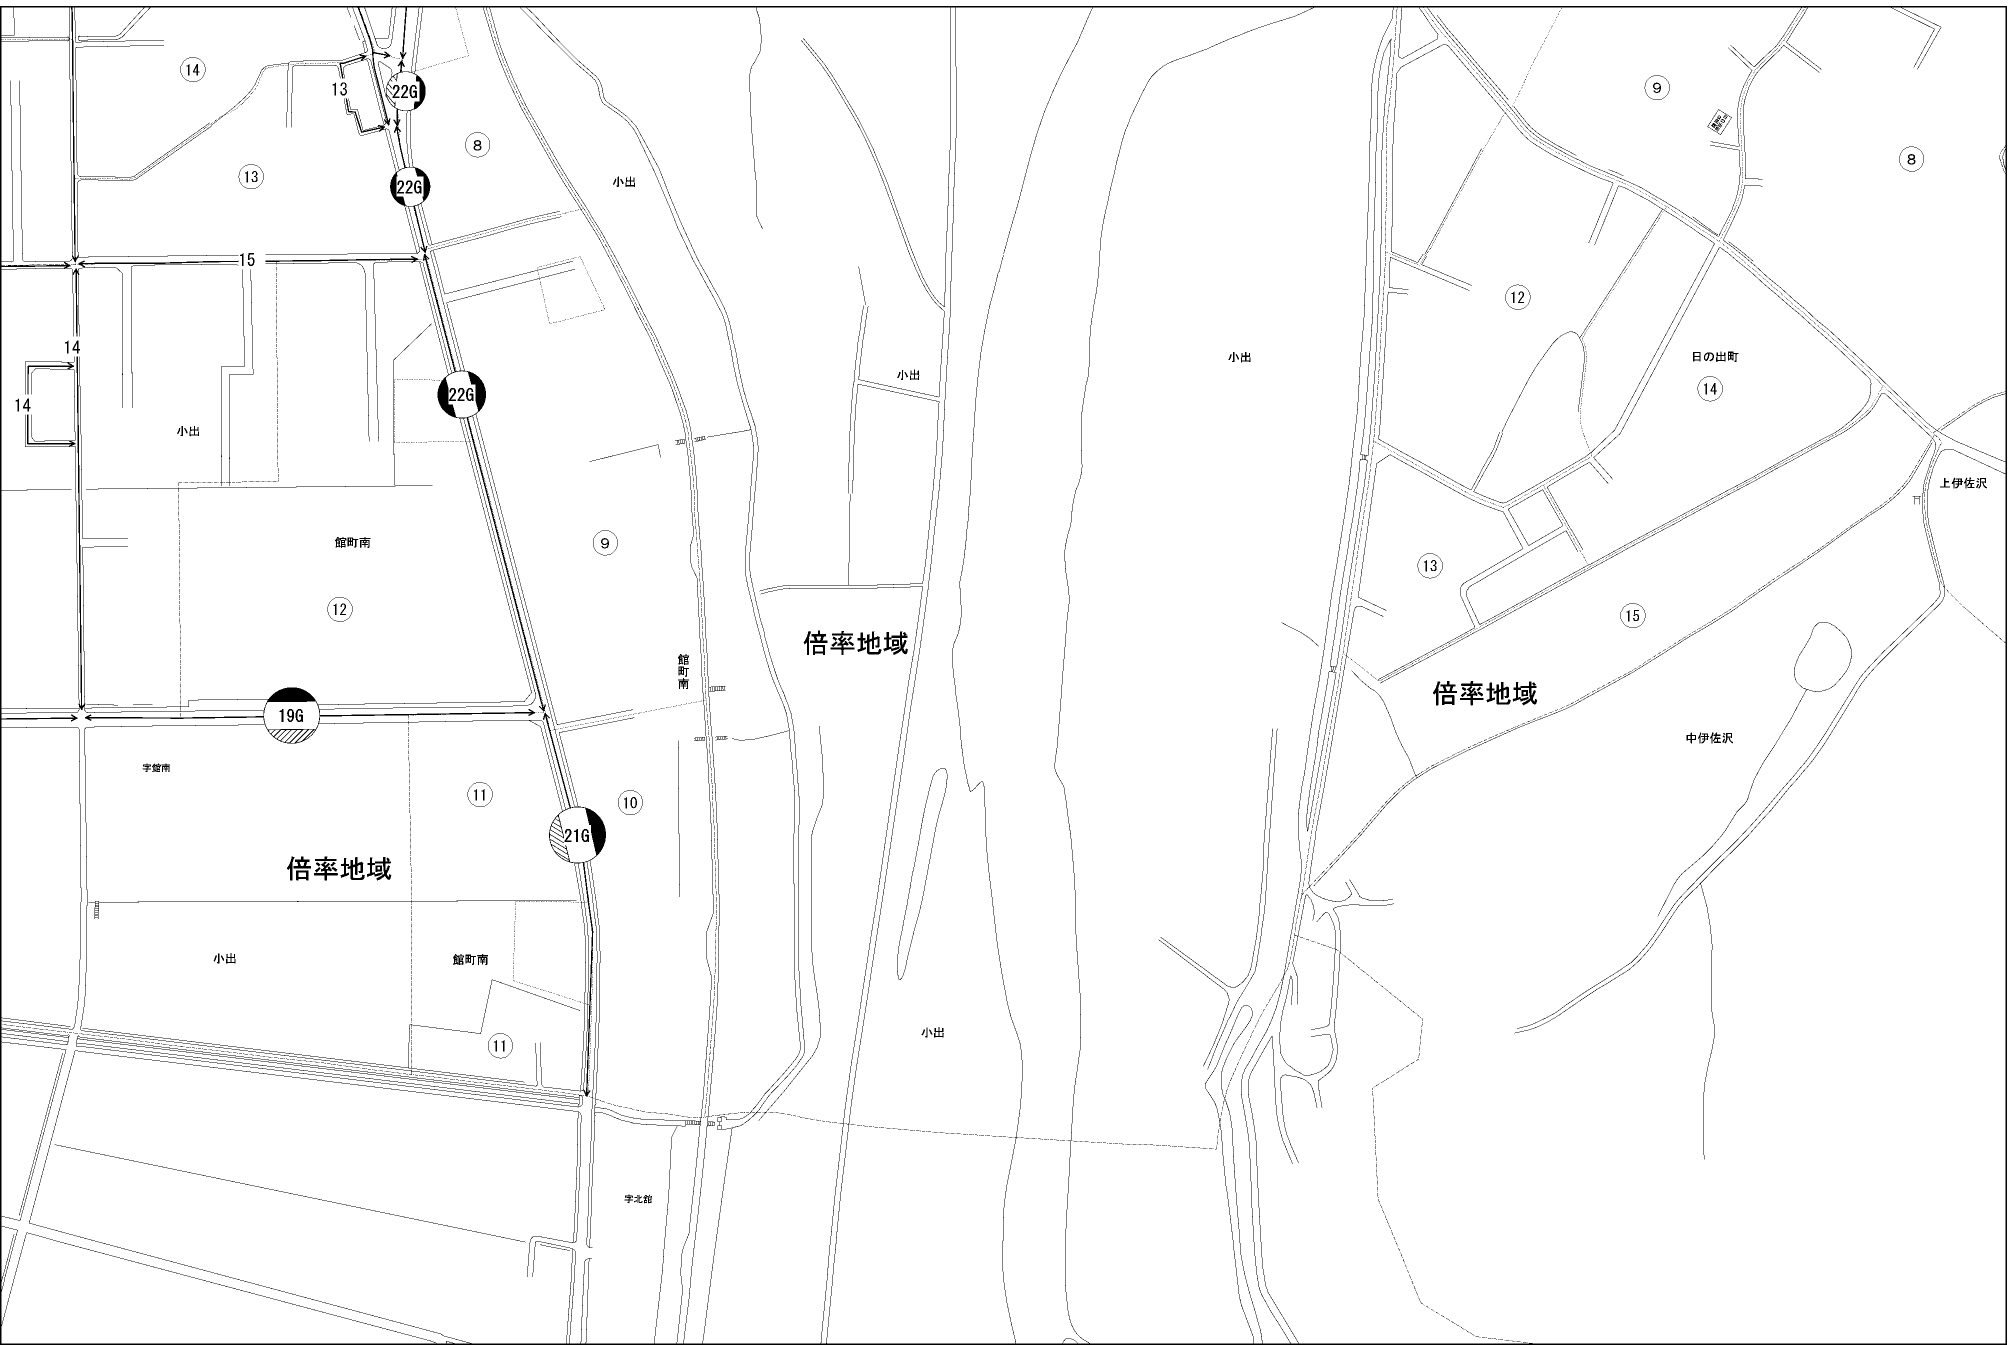 ⑭
13
22G
⑨
⑧
⑧
⑬
小出
22G
15
⑫
14
小出
小出
日の出町
⑭
22G
14
小出
上伊佐沢
館町南
⑨
⑬
⑫
⑮
倍率地域
館町南
倍率地域
19G
中伊佐沢
字館南
⑪
⑩
21G
倍率地域
小出
館町南
小出
⑪
字北舘